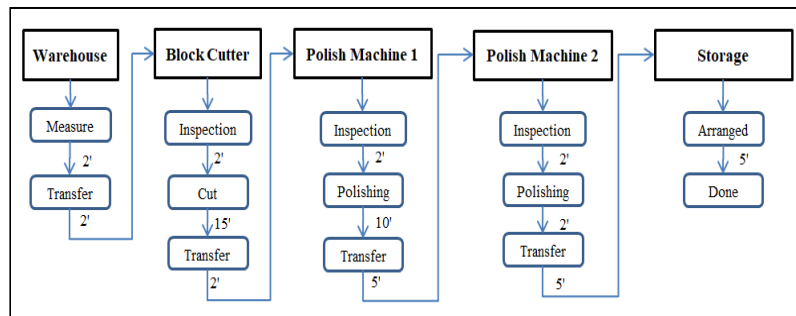 Warehouse
Measure
2'
Transfer
2'
Block Cutter
Inspection
2'
Cut
15'
Transfer
2'
Polish Machine 1
Inspection
2'
Polishing
10'
Transfer
5'
Polish Machine 2
Inspection
2'
Polishing
2'
Transfer
5'
Storage
Arranged
5'
Done